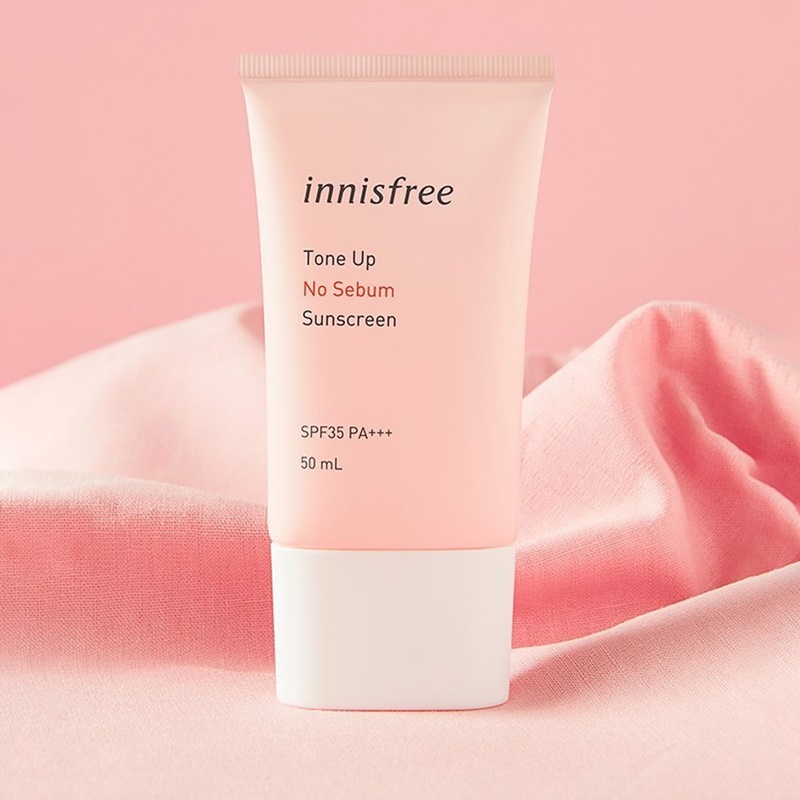 innisfree
Tone Up
No Sebum
Sunscreen
SPF35 PA+++
50 mL